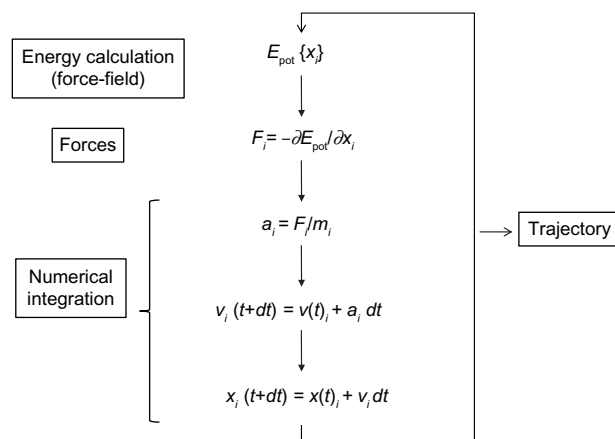 Energy calculation
(force-field)
E_pot {x_i}
Forces
F_i = −∂E_pot/∂x_i
a_i = F_i/m_i
Trajectory
Numerical
integration
v_i (t+dt) = v(t)_i + a_i dt
x_i (t+dt) = x(t)_i + v_i dt